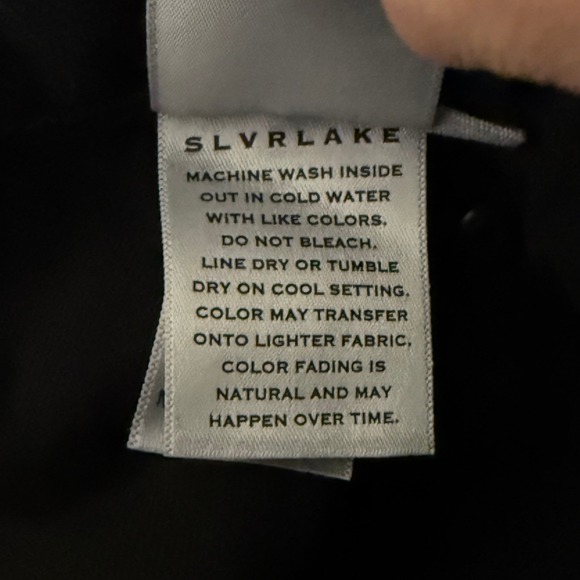 SLVRLAKE
MACHINE WASH INSIDE
OUT IN COLD WATER
WITH LIKE COLORS.
DO NOT BLEACH.
LINE DRY OR TUMBLE
DRY ON COOL SETTING.
COLOR MAY TRANSFER
ONTO LIGHTER FABRIC.
COLOR FADING IS
NATURAL AND MAY
HAPPEN OVER TIME.